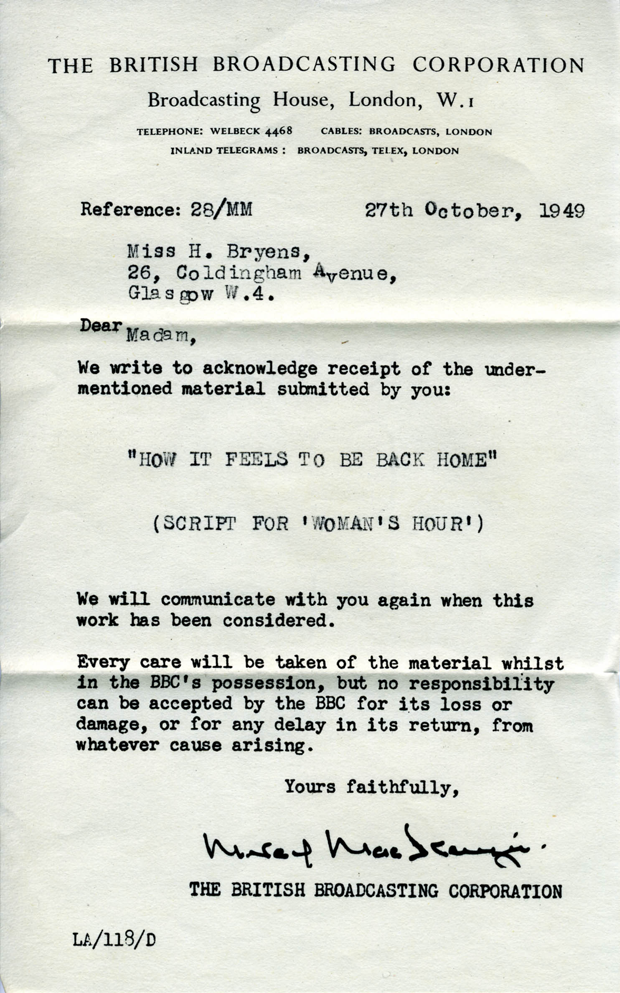 THE BRITISH BROADCASTING CORPORATION
Broadcasting House, London, W.1
TELEPHONE: WELBECK 4468 CABLES: BROADCASTS, LONDON
INLAND TELEGRAMS: BROADCASTS, TELEX, LONDON
Reference: 28/MM 27th October, 1949
Miss H. Bryens,
26, Coldingham Avenue,
Glasgow W.4.
Dear Madam,
We write to acknowledge receipt of the under-
mentioned material submitted by you:
"HOW IT FEELS TO BE BACK HOME"
(SCRIPT FOR 'WOMAN'S HOUR')
We will communicate with you again when this
work has been considered.
Every care will be taken of the material whilst
in the BBC's possession, but no responsibility
can be accepted by the BBC for its loss or
damage, or for any delay in its return, from
whatever cause arising.
Yours faithfully,
THE BRITISH BROADCASTING CORPORATION
LA/118/D